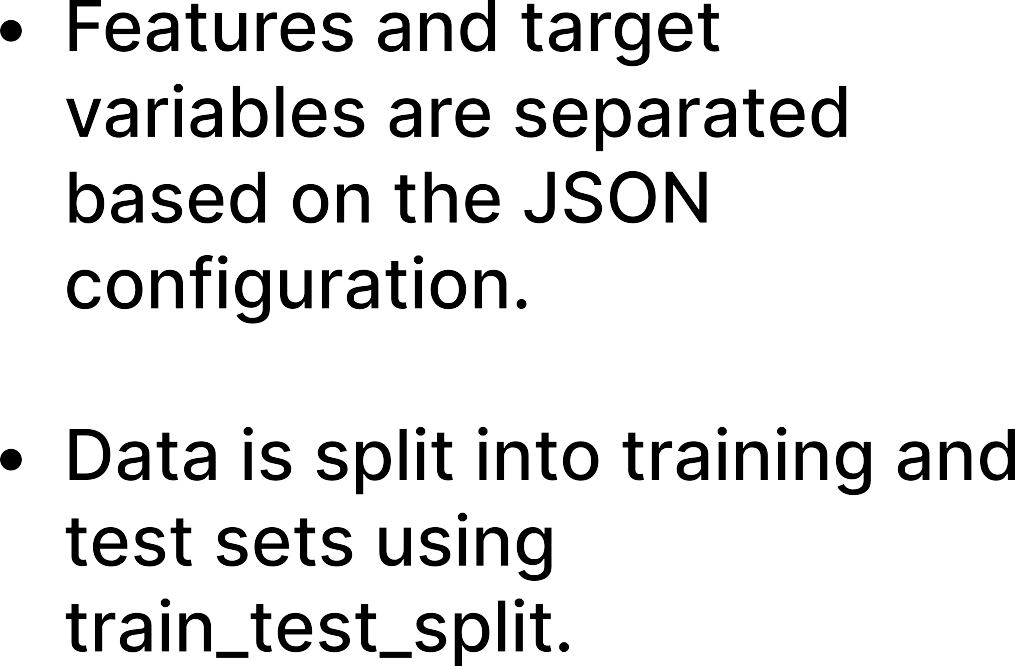 • Features and target
variables are separated
based on the JSON
configuration.
• Data is split into training and
test sets using
train_test_split.